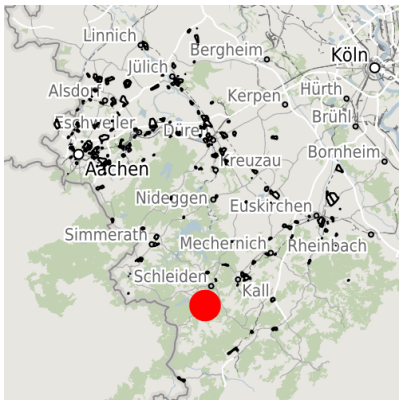 Linnich
Bergheim
Köln
Jülich
Alsdorf
Kerpen
Hürth
Eschweiler
Düren
Brühl
Kreuzau
Bornheim
Aachen
Nideggen
Euskirchen
Simmerath
Mechernich
Rheinbach
Schleiden
Kall